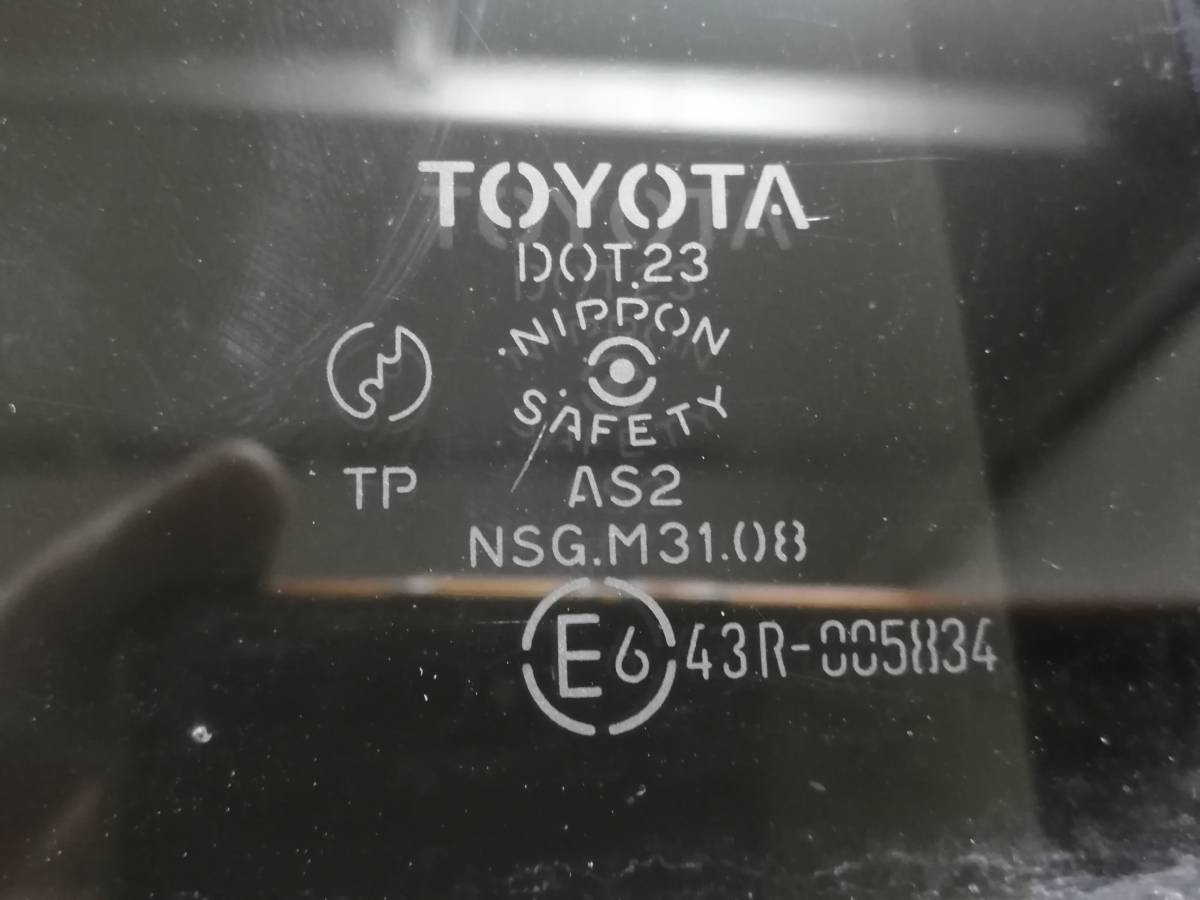 TOYOTA
DOT.23
NIPPON
SAFETY
TP
AS2
NSG.M31.08
E6 43R-005834